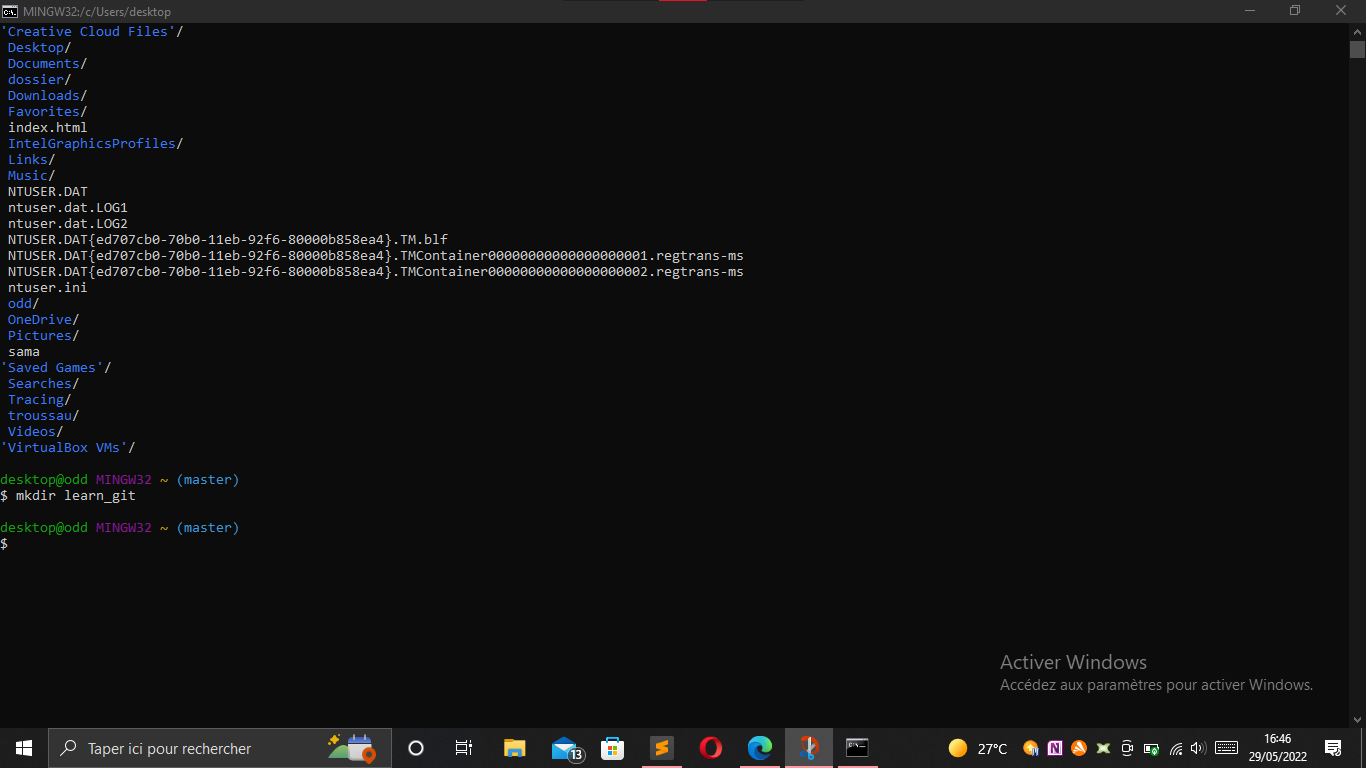 MINGW32:/c/Users/desktop
'Creative Cloud Files'/
Desktop/
Documents/
dossier/
Downloads/
Favorites/
index.html
IntelGraphicsProfiles/
Links/
Music/
NTUSER.DAT
ntuser.dat.LOG1
ntuser.dat.LOG2
NTUSER.DAT{ed707cb0-70b0-11eb-92f6-80000b858ea4}.TM.blf
NTUSER.DAT{ed707cb0-70b0-11eb-92f6-80000b858ea4}.TMContainer00000000000000000001.regtrans-ms
NTUSER.DAT{ed707cb0-70b0-11eb-92f6-80000b858ea4}.TMContainer00000000000000000002.regtrans-ms
ntuser.ini
odd/
OneDrive/
Pictures/
sama
'Saved Games'/
Searches/
Tracing/
troussau/
Videos/
'VirtualBox VMs'/
desktop@odd MINGW32 ~ (master)
$ mkdir learn_git
desktop@odd MINGW32 ~ (master)
$
Activer Windows
Accédez aux paramètres pour activer Windows.
Taper ici pour rechercher
13
27°C
16:46
29/05/2022